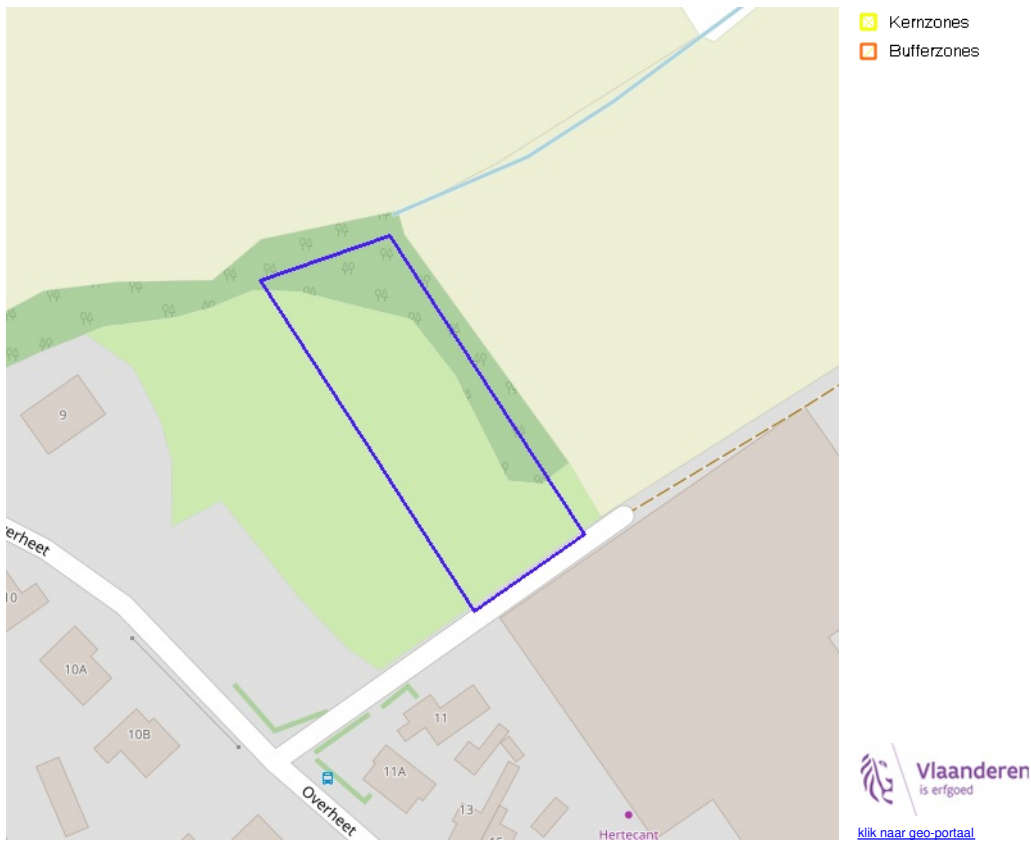 Kernzones
Bufferzones
9
erheet
10
10A
10B
11
11A
13
Overheet
Hertecant
Vlaanderen
is erfgoed
klik naar geo-portaal